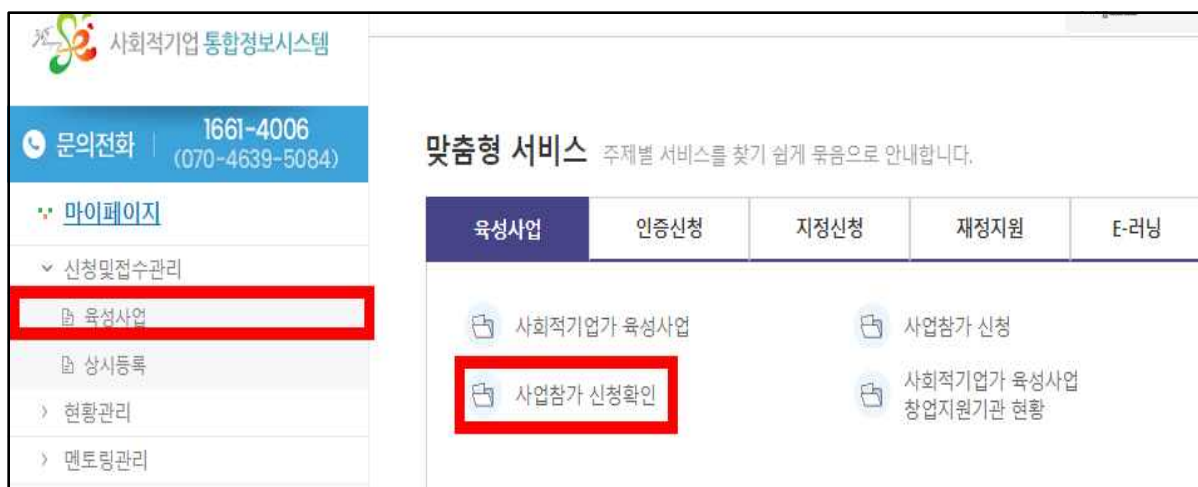 사회적기업 통합정보시스템
문의전화
1661-4006
(070-4639-5084)
마이페이지
신청및접수관리
육성사업
상시등록
현황관리
멘토링관리
맞춤형 서비스 주제별 서비스를 찾기 쉽게 묶음으로 안내합니다.
육성사업 인증신청 지정신청 재정지원 E-러닝
사회적기업가 육성사업
사업참가 신청
사업참가 신청확인
사회적기업가 육성사업
창업지원기관 현황